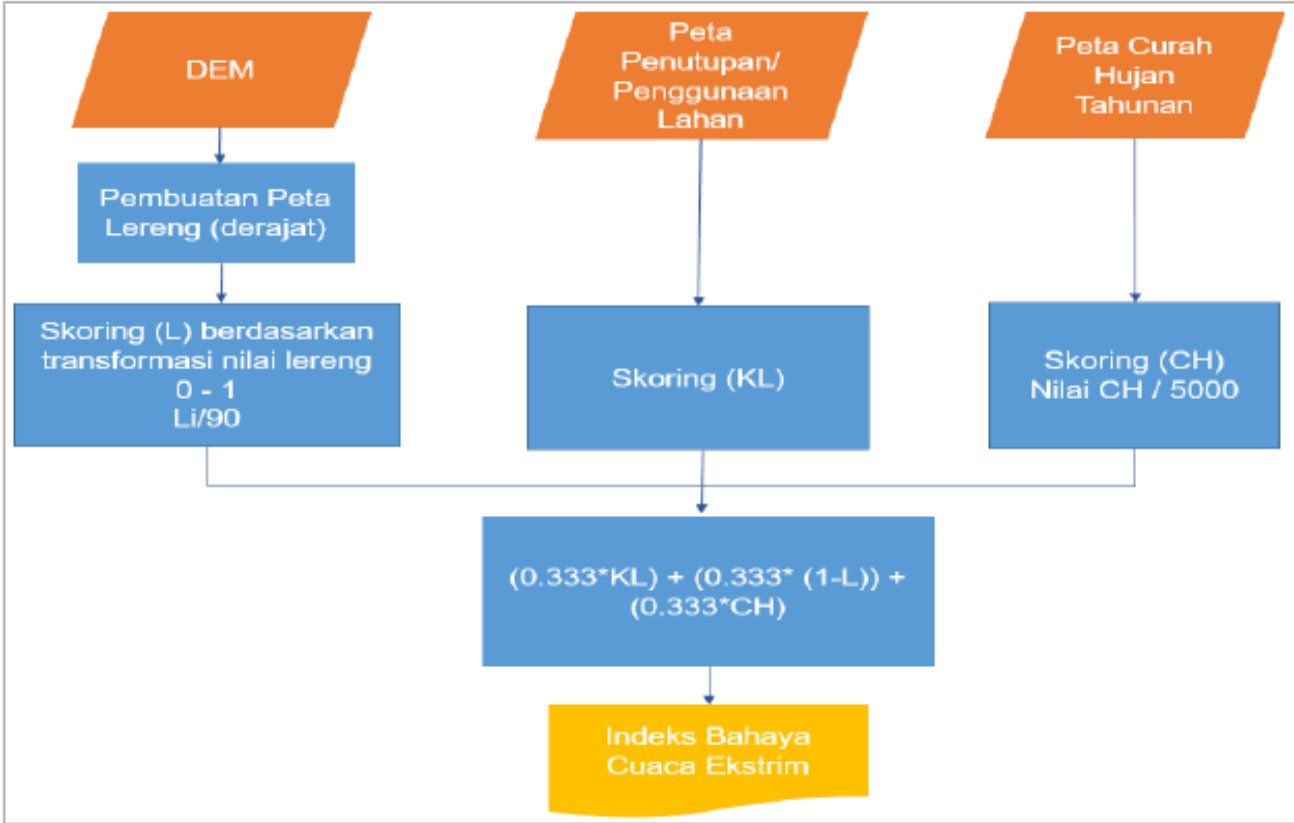 DEM
Peta
Penutupan/
Penggunaan
Lahan
Peta Curah
Hujan
Tahunan
Pembuatan Peta
Lereng (derajat)
Skoring (L) berdasarkan
transformasi nilai lereng
0 - 1
Li/90
Skoring (KL)
Skoring (CH)
Nilai CH / 5000
(0.333*KL) + (0.333* (1-L)) +
(0.333*CH)
Indeks Bahaya
Cuaca Ekstrim